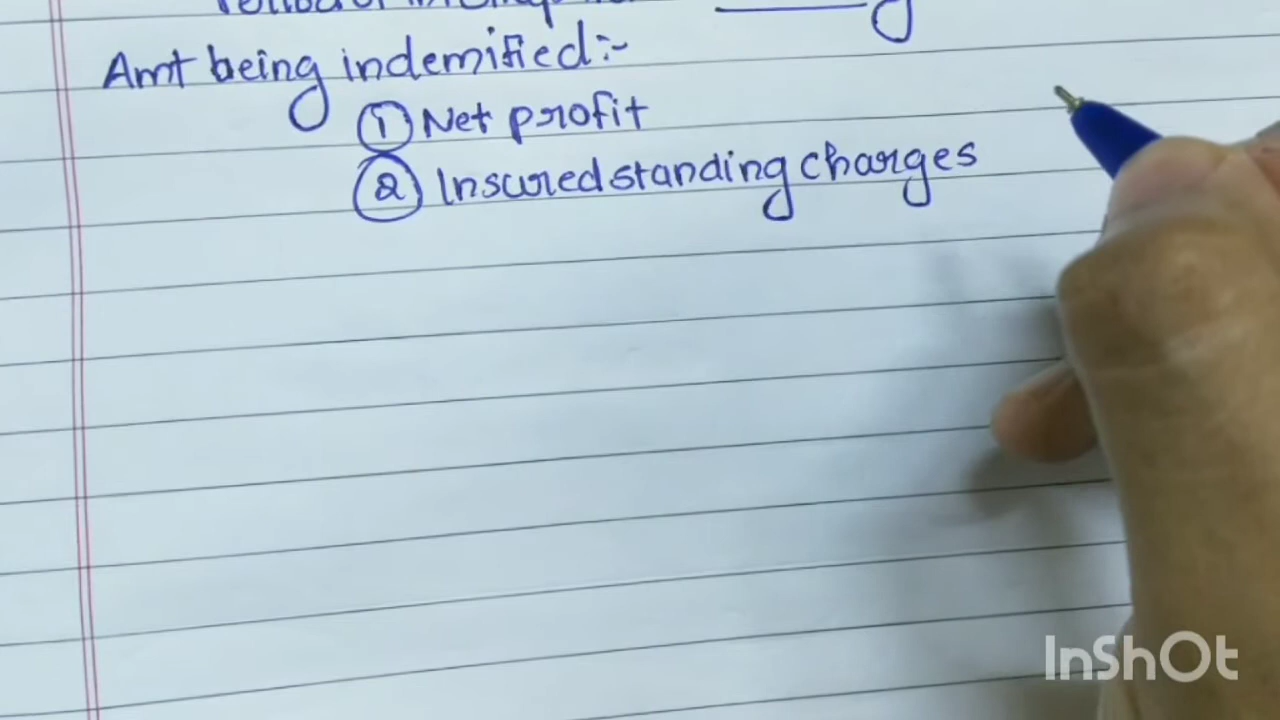 Amt being indemified:-
① Net profit
② Insured standing charges
InShOt